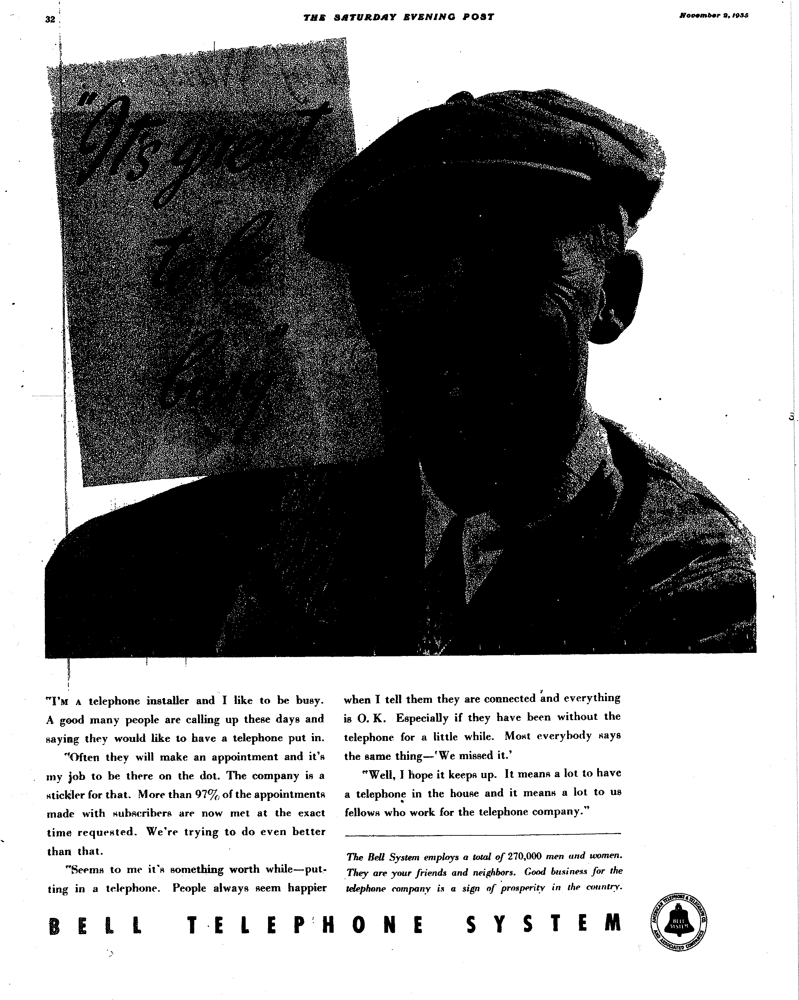 32
THE SATURDAY EVENING POST
November 2, 1935
"It's great
to be
busy"
"I'M A telephone installer and I like to be busy.
A good many people are calling up these days and
saying they would like to have a telephone put in.
"Often they will make an appointment and it's
my job to be there on the dot. The company is a
stickler for that. More than 97% of the appointments
made with subscribers are now met at the exact
time requested. We're trying to do even better
than that.
"Seems to me it's something worth while—put-
ting in a telephone. People always seem happier
when I tell them they are connected and everything
is O. K. Especially if they have been without the
telephone for a little while. Most everybody says
the same thing—'We missed it.'
"Well, I hope it keeps up. It means a lot to have
a telephone in the house and it means a lot to us
fellows who work for the telephone company."
The Bell System employs a total of 270,000 men and women.
They are your friends and neighbors. Good business for the
telephone company is a sign of prosperity in the country.
BELL TELEPHONE SYSTEM
AMERICAN TELEPHONE & TELEGRAPH CO.
BELL
SYSTEM
AND ASSOCIATED COMPANIES